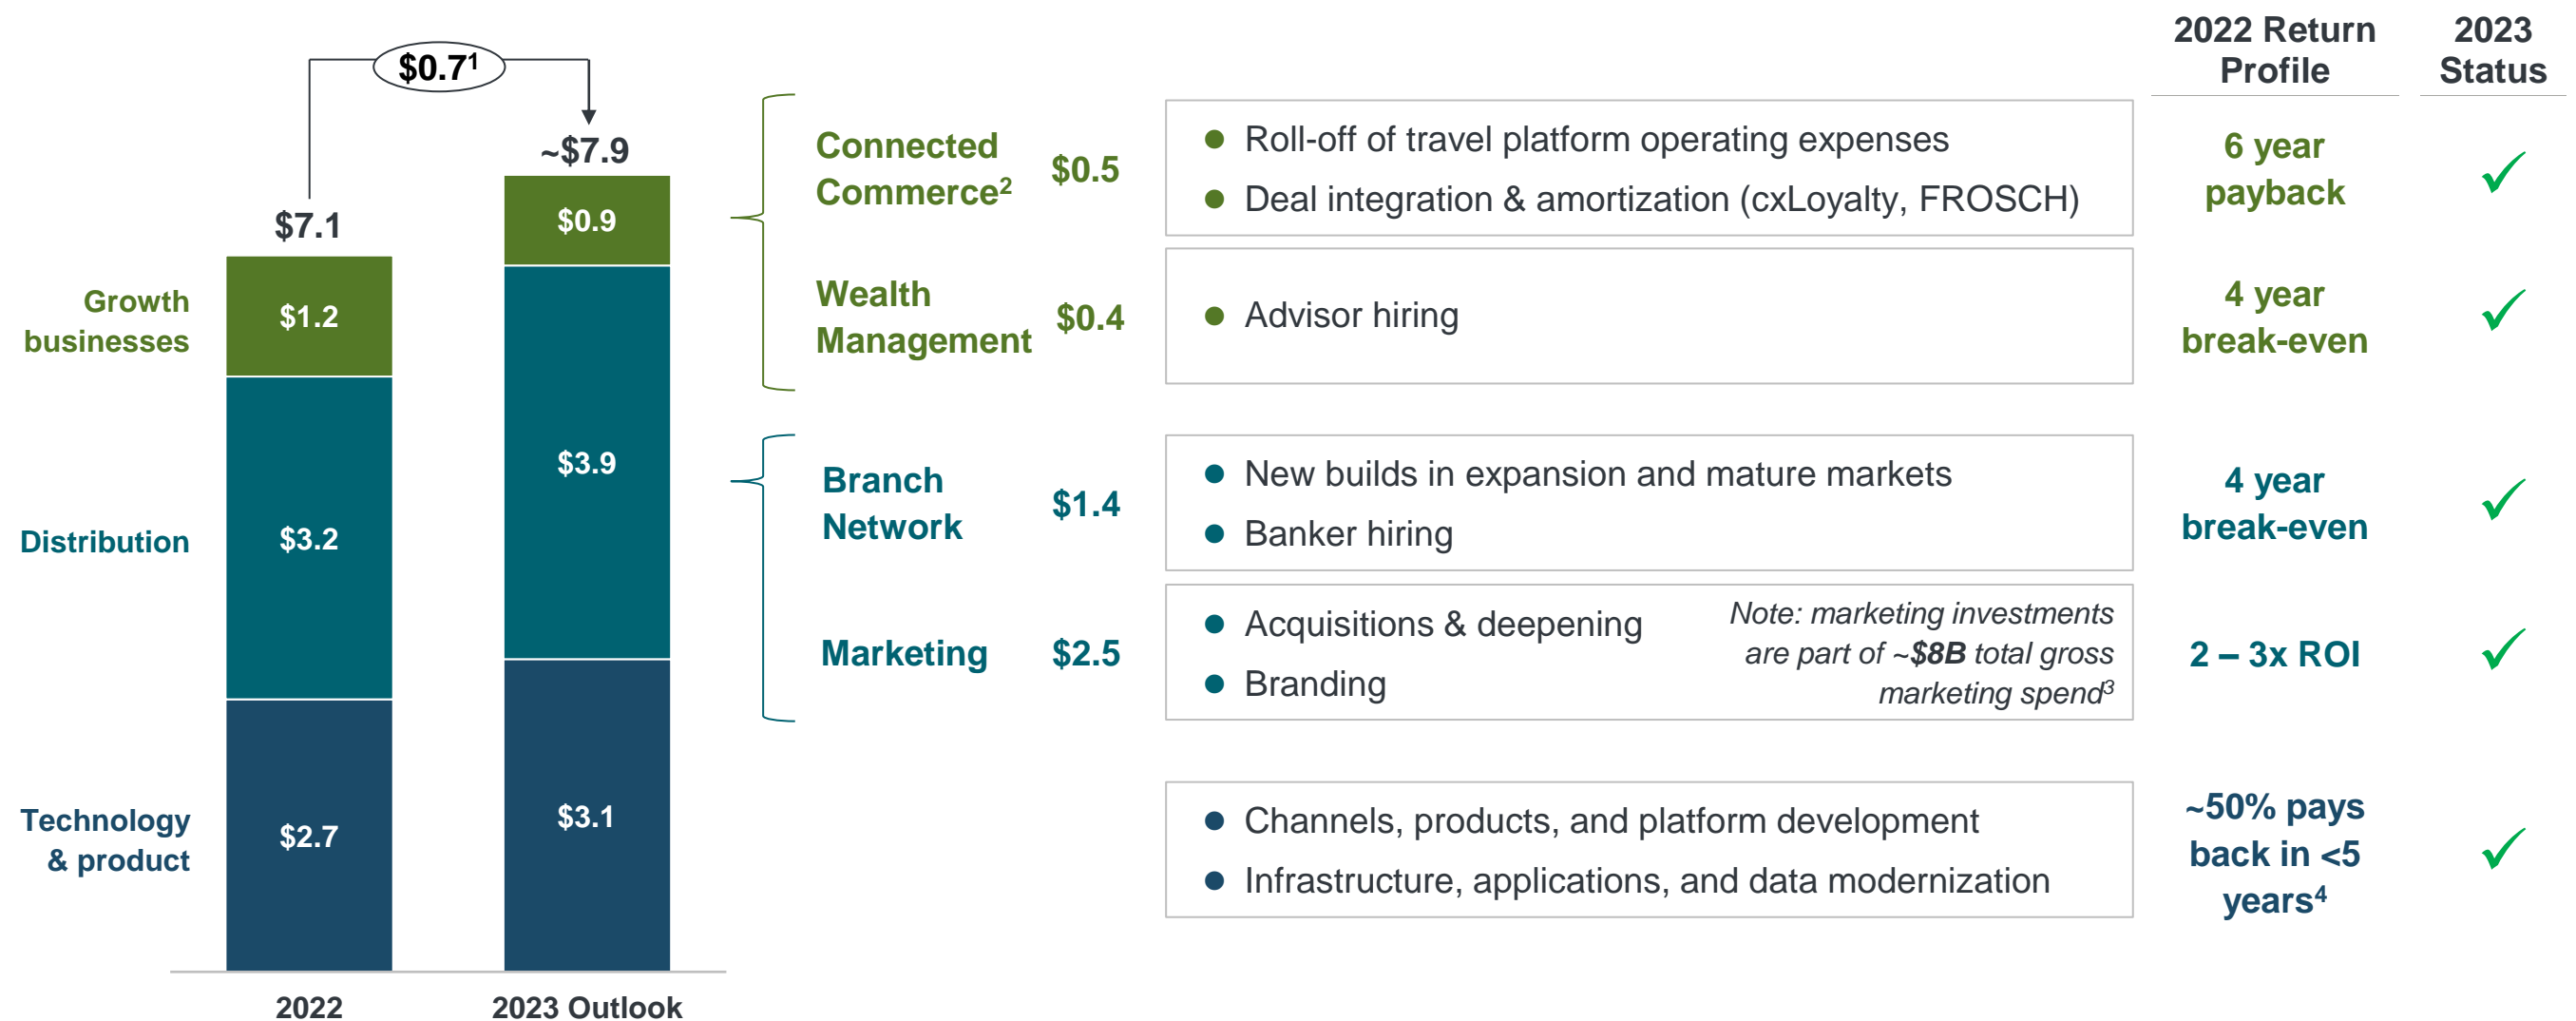 2022 Return
Profile
2023
Status
$0.7¹
~$7.9
$7.1
Growth
businesses
$1.2
$0.9
Distribution
$3.2
$3.9
Technology
& product
$2.7
$3.1
2022
2023 Outlook
Connected
Commerce²
$0.5
Roll-off of travel platform operating expenses
Deal integration & amortization (cxLoyalty, FROSCH)
6 year
payback
Wealth
Management
$0.4
Advisor hiring
4 year
break-even
Branch
Network
$1.4
New builds in expansion and mature markets
Banker hiring
4 year
break-even
Marketing
$2.5
Acquisitions & deepening
Branding
Note: marketing investments
are part of ~$8B total gross
marketing spend³
2 – 3x ROI
Channels, products, and platform development
Infrastructure, applications, and data modernization
~50% pays
back in <5
years⁴